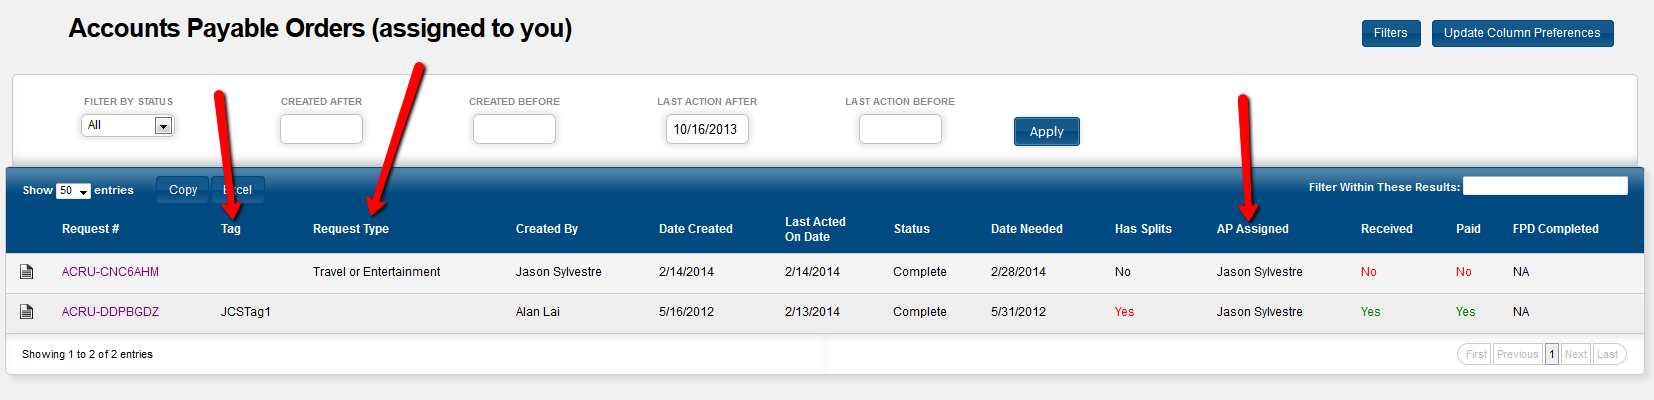 Accounts Payable Orders (assigned to you)
Filters Update Column Preferences
FILTER BY STATUS CREATED AFTER CREATED BEFORE LAST ACTION AFTER LAST ACTION BEFORE
All 10/16/2013 Apply
Show 50 entries Copy Excel Filter Within These Results:
Request # Tag Request Type Created By Date Created Last Acted On Date Status Date Needed Has Splits AP Assigned Received Paid FPD Completed
ACRU-CNC6AHM Travel or Entertainment Jason Sylvestre 2/14/2014 2/14/2014 Complete 2/28/2014 No Jason Sylvestre No No NA
ACRU-DDPBGDZ JCSTag1 Alan Lai 5/16/2012 2/13/2014 Complete 5/31/2012 Yes Jason Sylvestre Yes Yes NA
Showing 1 to 2 of 2 entries First Previous 1 Next Last